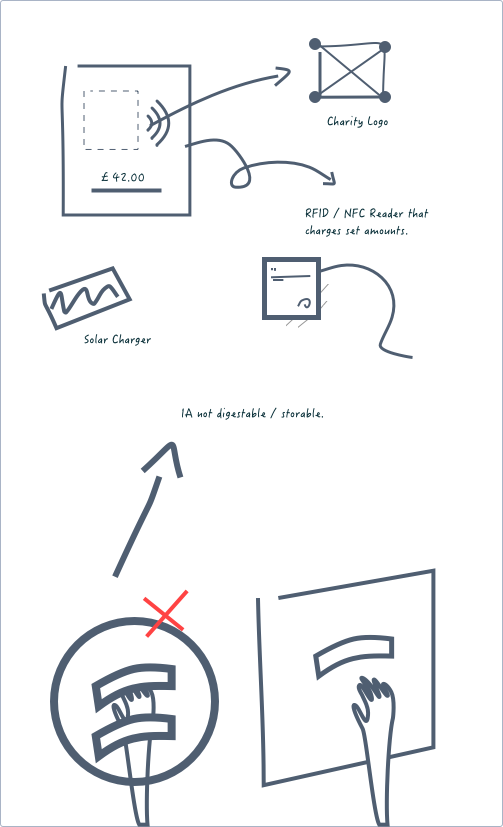 Charity Logo
£ 42.00
RFID / NFC Reader that
charges set amounts.
Solar Charger
IA not digestable / storable.